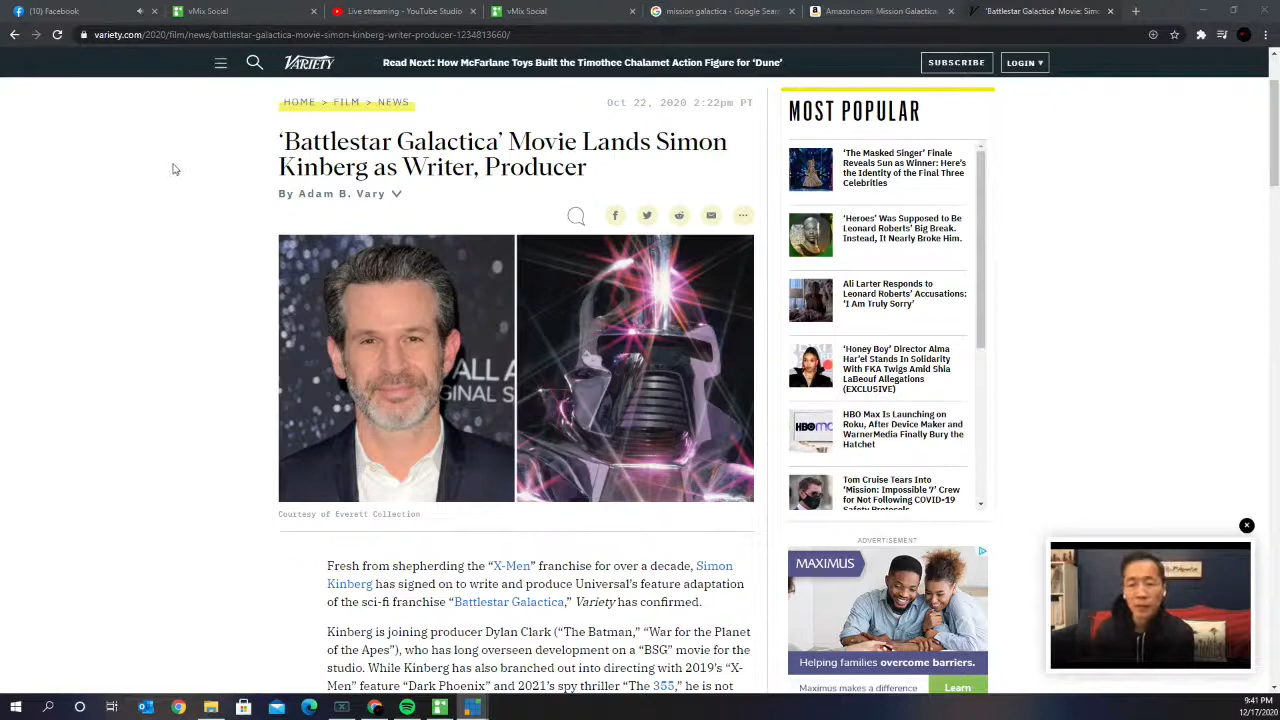 (10) Facebook
vMix Social
Live streaming - YouTube Studio
vMix Social
mission galactica - Google Sear
Amazon.com: Mission Galactica:
'Battlestar Galactica' Movie: Sim
variety.com/2020/film/news/battlestar-galactica-movie-simon-kinberg-writer-producer-1234813660/
VARIETY
Read Next: How McFarlane Toys Built the Timothee Chalamet Action Figure for 'Dune'
SUBSCRIBE
LOGIN ▾
HOME > FILM > NEWS
Oct 22, 2020 2:22pm PT
'Battlestar Galactica' Movie Lands Simon
Kinberg as Writer, Producer
By Adam B. Vary
ALL A
GINAL S
Courtesy of Everett Collection
Fresh from shepherding the "X-Men" franchise for over a decade, Simon
Kinberg has signed on to write and produce Universal's feature adaptation
of the sci-fi franchise "Battlestar Galactica," Variety has confirmed.
Kinberg is joining producer Dylan Clark ("The Batman," "War for the Planet
of the Apes"), who has long overseen development on a "BSG" movie for the
studio. While Kinberg has also branched out into directing with 2019's "X-
Men" feature "Dark Phoenix" and 2021's spy thriller "The 355," he is not
MOST POPULAR
'The Masked Singer' Finale
Reveals Sun as Winner: Here's
the Identity of the Final Three
Celebrities
'Heroes' Was Supposed to Be
Leonard Roberts' Big Break.
Instead, It Nearly Broke Him.
Ali Larter Responds to
Leonard Roberts' Accusations:
'I Am Truly Sorry'
'Honey Boy' Director Alma
Har'el Stands In Solidarity
With FKA Twigs Amid Shia
LaBeouf Allegations
(EXCLUSIVE)
HBO ma
HBO Max Is Launching on
Roku, After Device Maker and
WarnerMedia Finally Bury the
Hatchet
Tom Cruise Tears Into
'Mission: Impossible 7' Crew
for Not Following COVID-19
Safety Protocols
ADVERTISEMENT
MAXIMUS
Helping families overcome barriers.
Maximus makes a difference
Learn
9:41 PM
12/17/2020